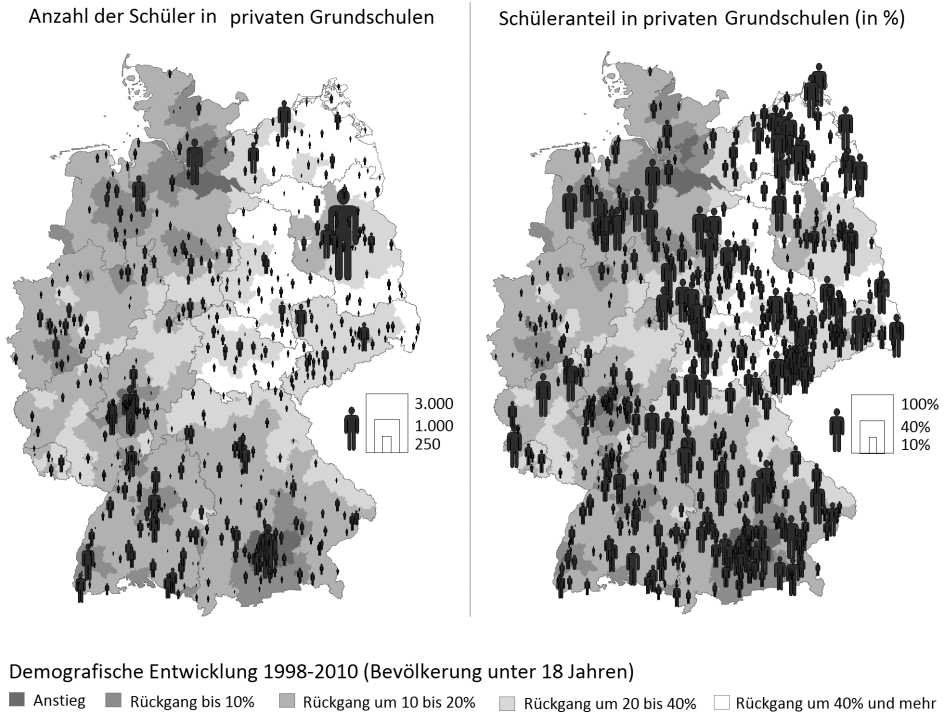 Anzahl der Schüler in privaten Grundschulen
Schüleranteil in privaten Grundschulen (in %)
3.000
1.000
250
100%
40%
10%
Demografische Entwicklung 1998-2010 (Bevölkerung unter 18 Jahren)
Anstieg Rückgang bis 10% Rückgang um 10 bis 20% Rückgang um 20 bis 40% Rückgang um 40% und mehr